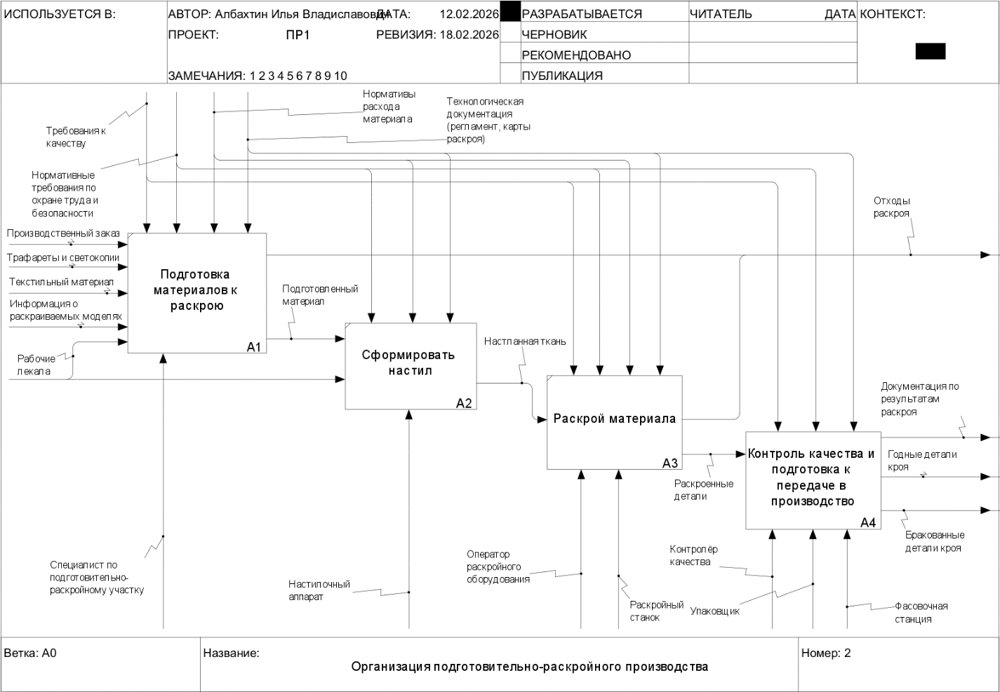 ИСПОЛЬЗУЕТСЯ В:
АВТОР: Албахтин Илья Владиславович
ДАТА: 12.02.2026
РАЗРАБАТЫВАЕТСЯ
ЧИТАТЕЛЬ
ДАТА
КОНТЕКСТ:
ПРОЕКТ: ПР1
РЕВИЗИЯ: 18.02.2026
ЧЕРНОВИК
РЕКОМЕНДОВАНО
ЗАМЕЧАНИЯ: 1 2 3 4 5 6 7 8 9 10
ПУБЛИКАЦИЯ
Нормативы
расхода
материала
Технологическая
документация
(регламент, карты
раскроя)
Требования к
качеству
Нормативные
требования по
охране труда и
безопасности
Отходы
раскроя
Производственный заказ
Трафареты и светокопии
Текстильный материал
Информация о
раскраиваемых моделях
Рабочие
лекала
Подготовка
материалов к
раскрою
A1
Подготовленный
материал
Сформировать
настил
A2
Настланная ткань
Раскрой материала
A3
Раскроенные
детали
Контроль качества и
подготовка к
передаче в
производство
A4
Документация по
результатам
раскроя
Годные детали
кроя
Бракованные
детали кроя
Специалист по
подготовительно-
раскройному участку
Настилочный
аппарат
Оператор
раскройного
оборудования
Раскройный
станок
Контролёр
качества
Упаковщик
Фасовочная
станция
Ветка: A0
Название:
Организация подготовительно-раскройного производства
Номер: 2